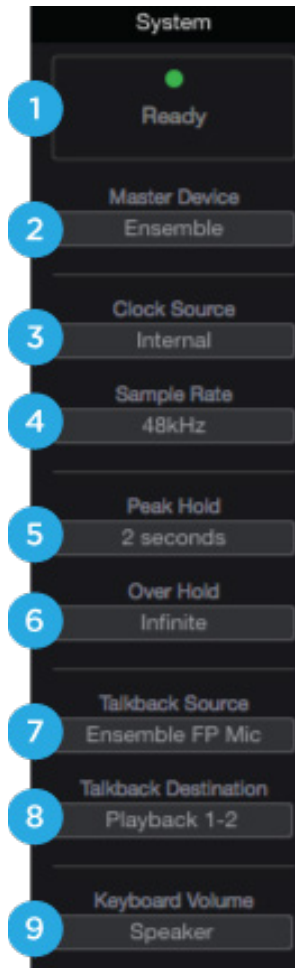 System
1
Ready
Master Device
2
Ensemble
Clock Source
3
Internal
Sample Rate
4
48kHz
Peak Hold
5
2 seconds
Over Hold
6
Infinite
Talkback Source
7
Ensemble FP Mic
Talkback Destination
8
Playback 1-2
Keyboard Volume
9
Speaker